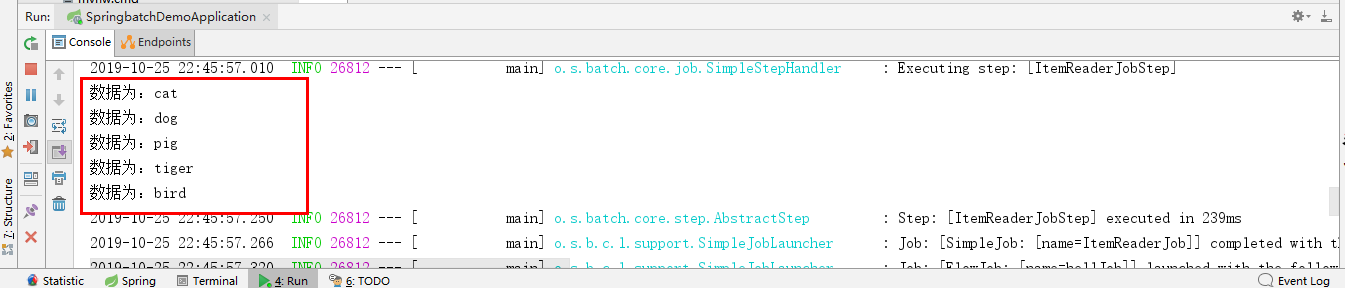 mvnw.cmd
Run: SpringbatchDemoApplication ×
Console Endpoints
2019-10-25 22:45:57.010 INFO 26812 --- [ main] o.s.batch.core.job.SimpleStepHandler : Executing step: [ItemReaderJobStep]
数据为：cat
数据为：dog
数据为：pig
数据为：tiger
数据为：bird
2019-10-25 22:45:57.250 INFO 26812 --- [ main] o.s.batch.core.step.AbstractStep : Step: [ItemReaderJobStep] executed in 239ms
2019-10-25 22:45:57.266 INFO 26812 --- [ main] o.s.b.c.l.support.SimpleJobLauncher : Job: [SimpleJob: [name=ItemReaderJob]] completed with th
2019-10-25 22:45:57.320 INFO 26812 --- [ main] o.s.b.c.l.support.SimpleJobLauncher : Job: [FlowJob: [name=hellJob]] launched with the follow
2: Favorites
7: Structure
Statistic Spring Terminal 4: Run 6: TODO Event Log